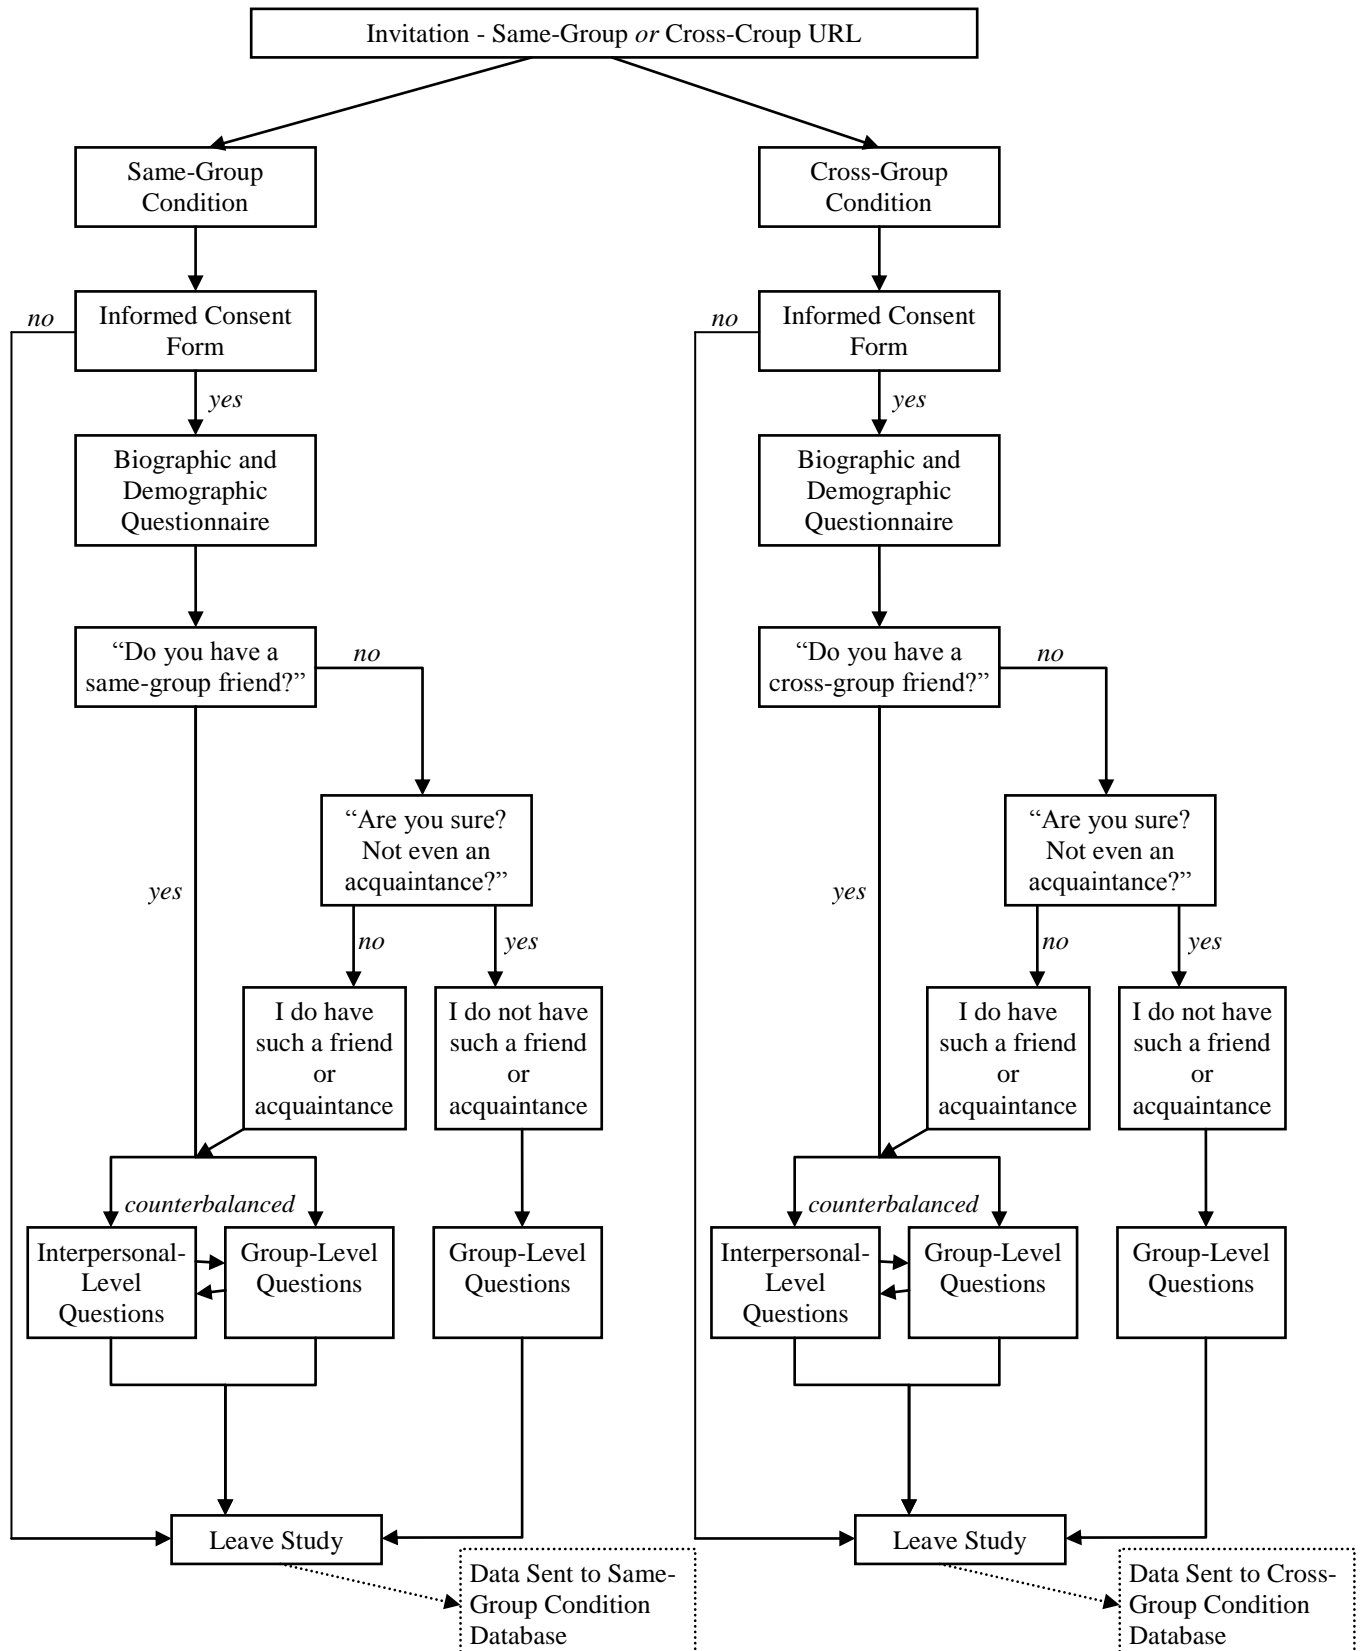 Invitation - Same-Group or Cross-Croup URL
Same-Group
Condition
Informed Consent
Form
no
yes
Biographic and
Demographic
Questionnaire
“Do you have a
same-group friend?”
no
“Are you sure?
Not even an
acquaintance?”
yes
no
yes
I do have
such a friend
or
acquaintance
I do not have
such a friend
or
acquaintance
counterbalanced
Interpersonal-
Level
Questions
Group-Level
Questions
Group-Level
Questions
Leave Study
Data Sent to Same-
Group Condition
Database
Cross-Group
Condition
Informed Consent
Form
no
yes
Biographic and
Demographic
Questionnaire
“Do you have a
cross-group friend?”
no
“Are you sure?
Not even an
acquaintance?”
yes
no
yes
I do have
such a friend
or
acquaintance
I do not have
such a friend
or
acquaintance
counterbalanced
Interpersonal-
Level
Questions
Group-Level
Questions
Group-Level
Questions
Leave Study
Data Sent to Cross-
Group Condition
Database